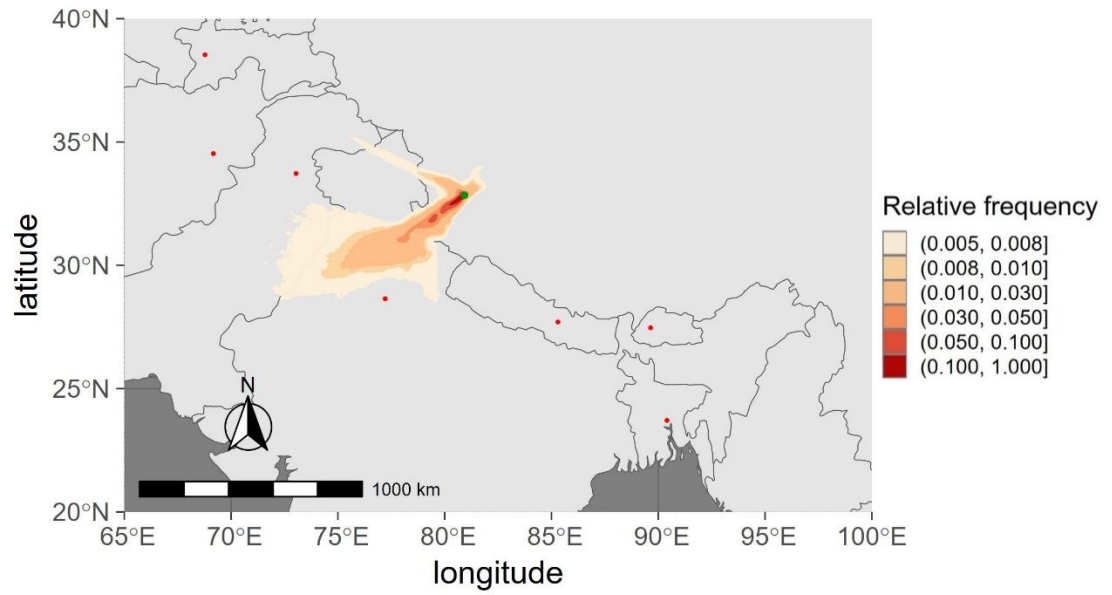 40°N
35°N
30°N
25°N
20°N
latitude
N
1000 km
65°E 70°E 75°E 80°E 85°E 90°E 95°E 100°E
longitude
Relative frequency
(0.005, 0.008]
(0.008, 0.010]
(0.010, 0.030]
(0.030, 0.050]
(0.050, 0.100]
(0.100, 1.000]